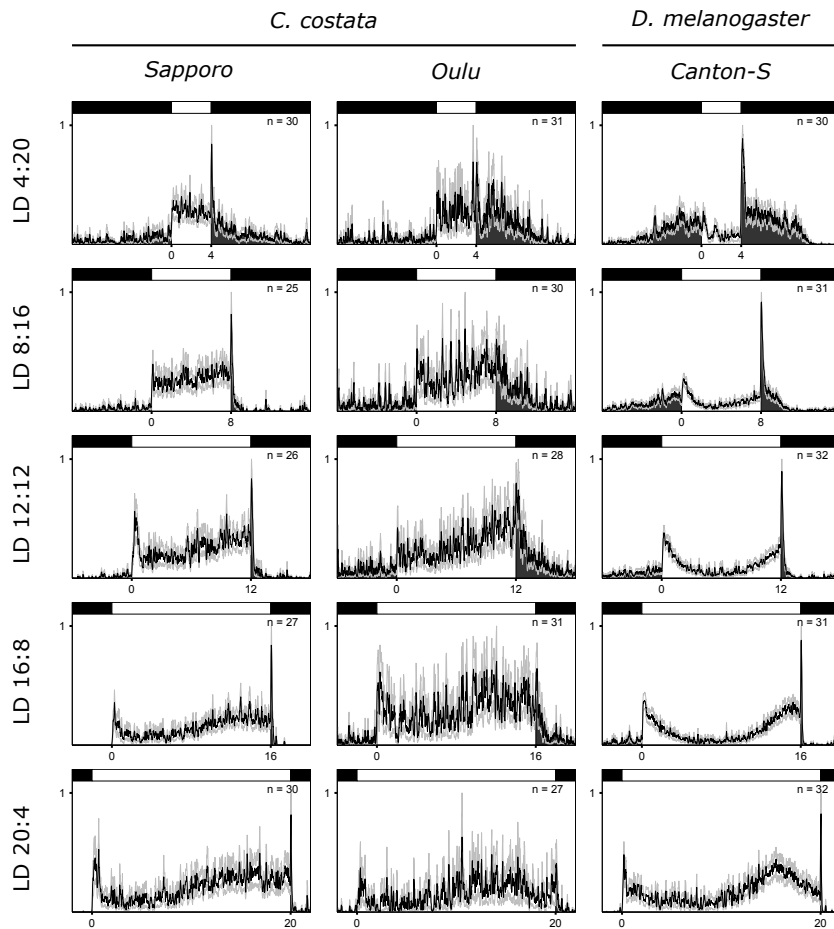 C. costata
D. melanogaster
Sapporo
Oulu
Canton-S
LD 4:20
1
n = 30
0
4
1
n = 31
0
4
1
n = 30
0
4
LD 8:16
1
n = 25
0
8
1
n = 30
0
8
1
n = 31
0
8
LD 12:12
1
n = 26
0
12
1
n = 28
0
12
1
n = 32
0
12
LD 16:8
1
n = 27
0
16
1
n = 31
0
16
1
n = 31
0
16
LD 20:4
1
n = 30
0
20
1
n = 27
0
20
1
n = 32
0
20